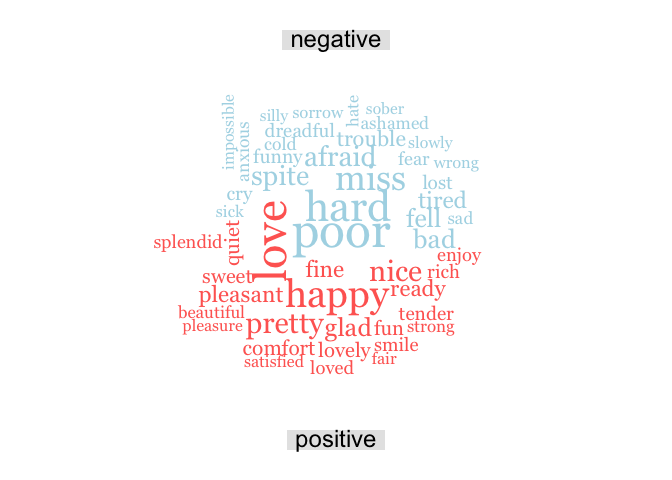 negative
impossible
silly sorrow hate sober
anxious dreadful ashamed
cold trouble slowly
funny afraid fear wrong
spite miss lost
cry hard tired
sick love fell sad
quiet poor bad
splendid enjoy
sweet fine nice rich
pleasant happy ready
beautiful tender
pleasure pretty glad fun strong
comfort lovely smile
satisfied loved fair
positive